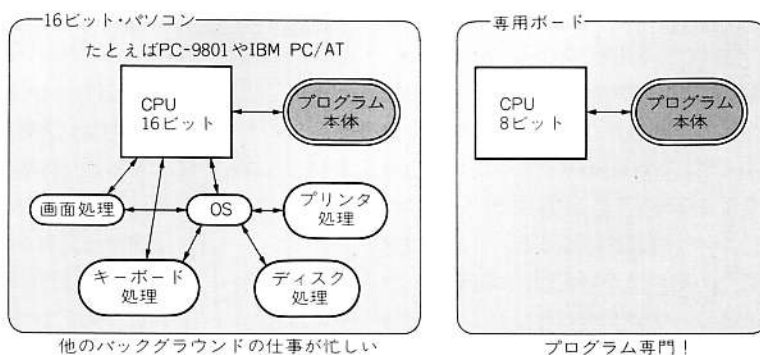 16ビット・パソコン
たとえばPC-9801やIBM PC/AT
CPU
16ビット
プログラム
本体
画面処理
OS
プリンタ
処理
キーボード
処理
ディスク
処理
他のバックグラウンドの仕事が忙しい
専用ボード
CPU
8ビット
プログラム
本体
プログラム専門！